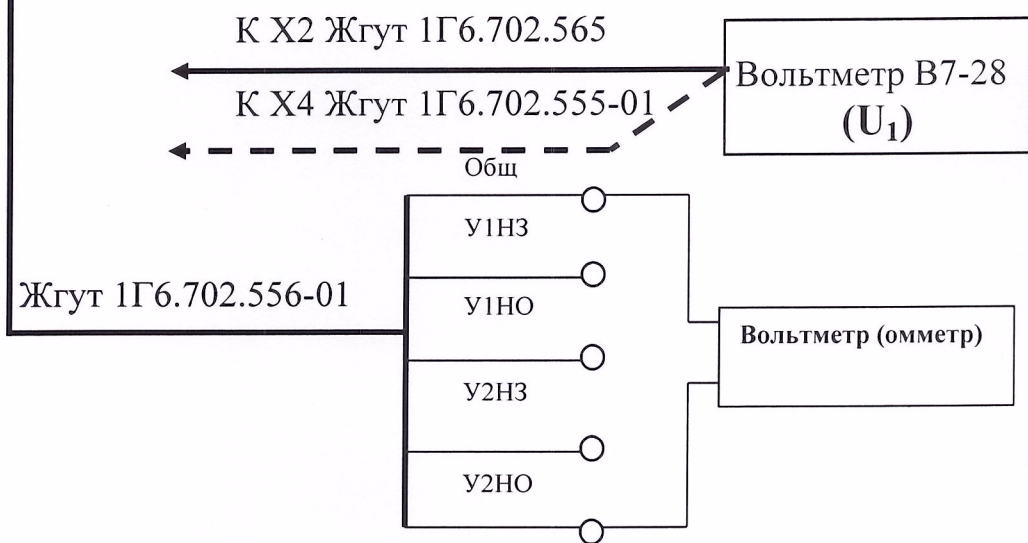 К Х2 Жгут 1Г6.702.565
Вольтметр В7-28
(U₁)
К Х4 Жгут 1Г6.702.555-01
Общ
У1НЗ
Жгут 1Г6.702.556-01
У1НО
Вольтметр (омметр)
У2НЗ
У2НО